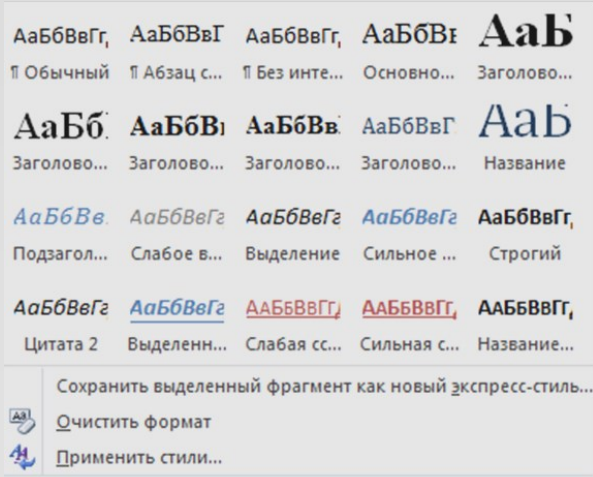 АаБбВвГг, АаБбВвГ АаБбВвГг, АаБбВв АаБ
¶ Обычный ¶ Абзац с... ¶ Без инте... Основно... Заголово...
АаБб АаБбВв АаБбВв АаБбВвГ АаБ
Заголово... Заголово... Заголово... Заголово... Название
АаБбВв АаБбВвГг АаБбВвГг АаБбВвГг АаБбВвГг,
Подзагол... Слабое в... Выделение Сильное ... Строгий
АаБбВвГг АаБбВвГг ААББВВГГ, ААББВВГГ, ААББВВГГ,
Цитата 2 Выделенн... Слабая сс... Сильная с... Название...
Сохранить выделенный фрагмент как новый экспресс-стиль...
Очистить формат
Применить стили...